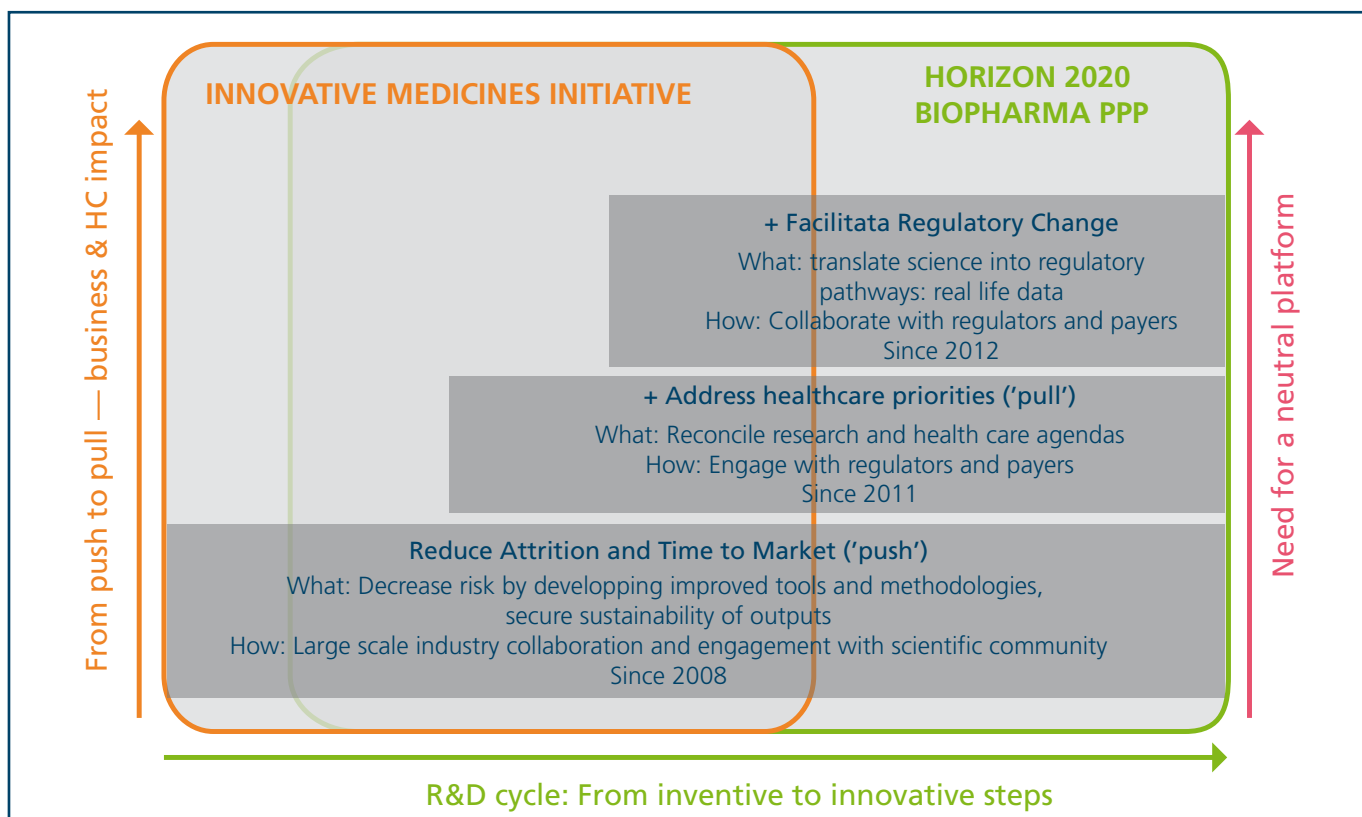 INNOVATIVE MEDICINES INITIATIVE
HORIZON 2020
BIOPHARMA PPP
From push to pull — business & HC impact
Need for a neutral platform
+ Facilitata Regulatory Change
What: translate science into regulatory
pathways: real life data
How: Collaborate with regulators and payers
Since 2012
+ Address healthcare priorities ('pull')
What: Reconcile research and health care agendas
How: Engage with regulators and payers
Since 2011
Reduce Attrition and Time to Market ('push')
What: Decrease risk by developping improved tools and methodologies,
secure sustainability of outputs
How: Large scale industry collaboration and engagement with scientific community
Since 2008
R&D cycle: From inventive to innovative steps